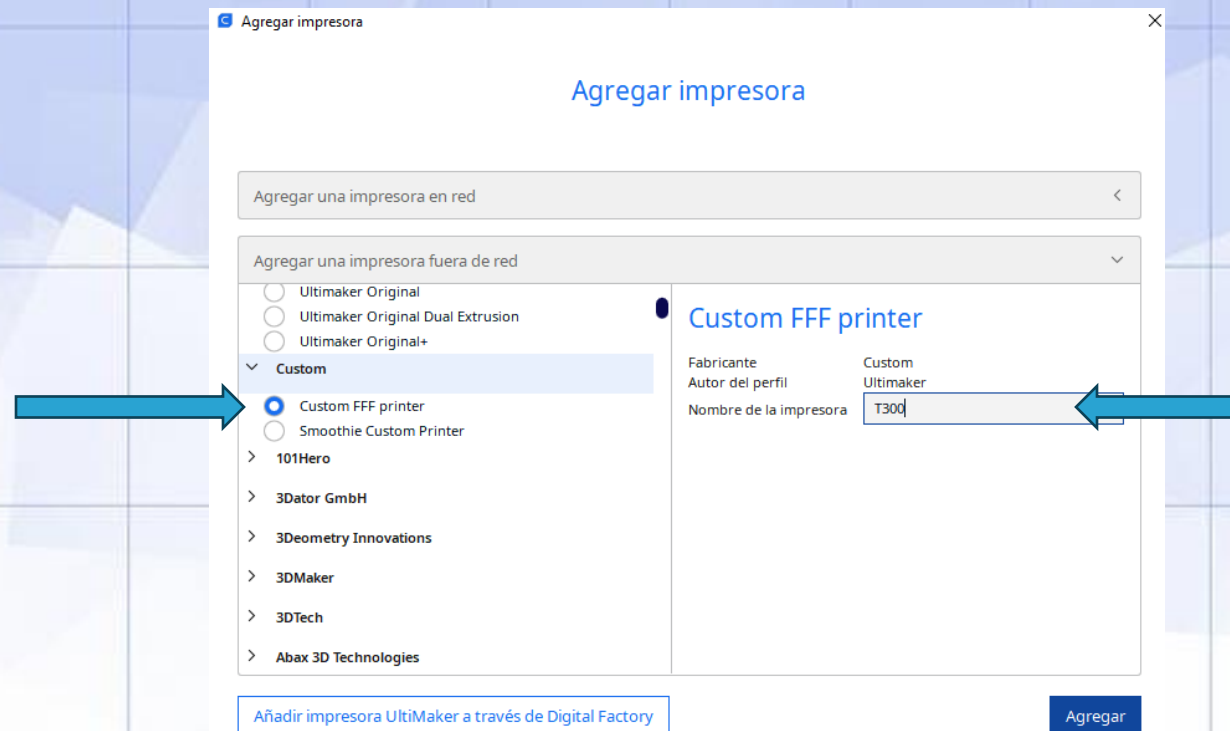 Agregar impresora
Agregar impresora
Agregar una impresora en red
Agregar una impresora fuera de red
Ultimaker Original
Ultimaker Original Dual Extrusion
Ultimaker Original+
Custom
Custom FFF printer
Smoothie Custom Printer
101Hero
3Dator GmbH
3Deometry Innovations
3DMaker
3DTech
Abax 3D Technologies
Custom FFF printer
Fabricante Custom
Autor del perfil Ultimaker
Nombre de la impresora T300
Añadir impresora UltiMaker a través de Digital Factory
Agregar